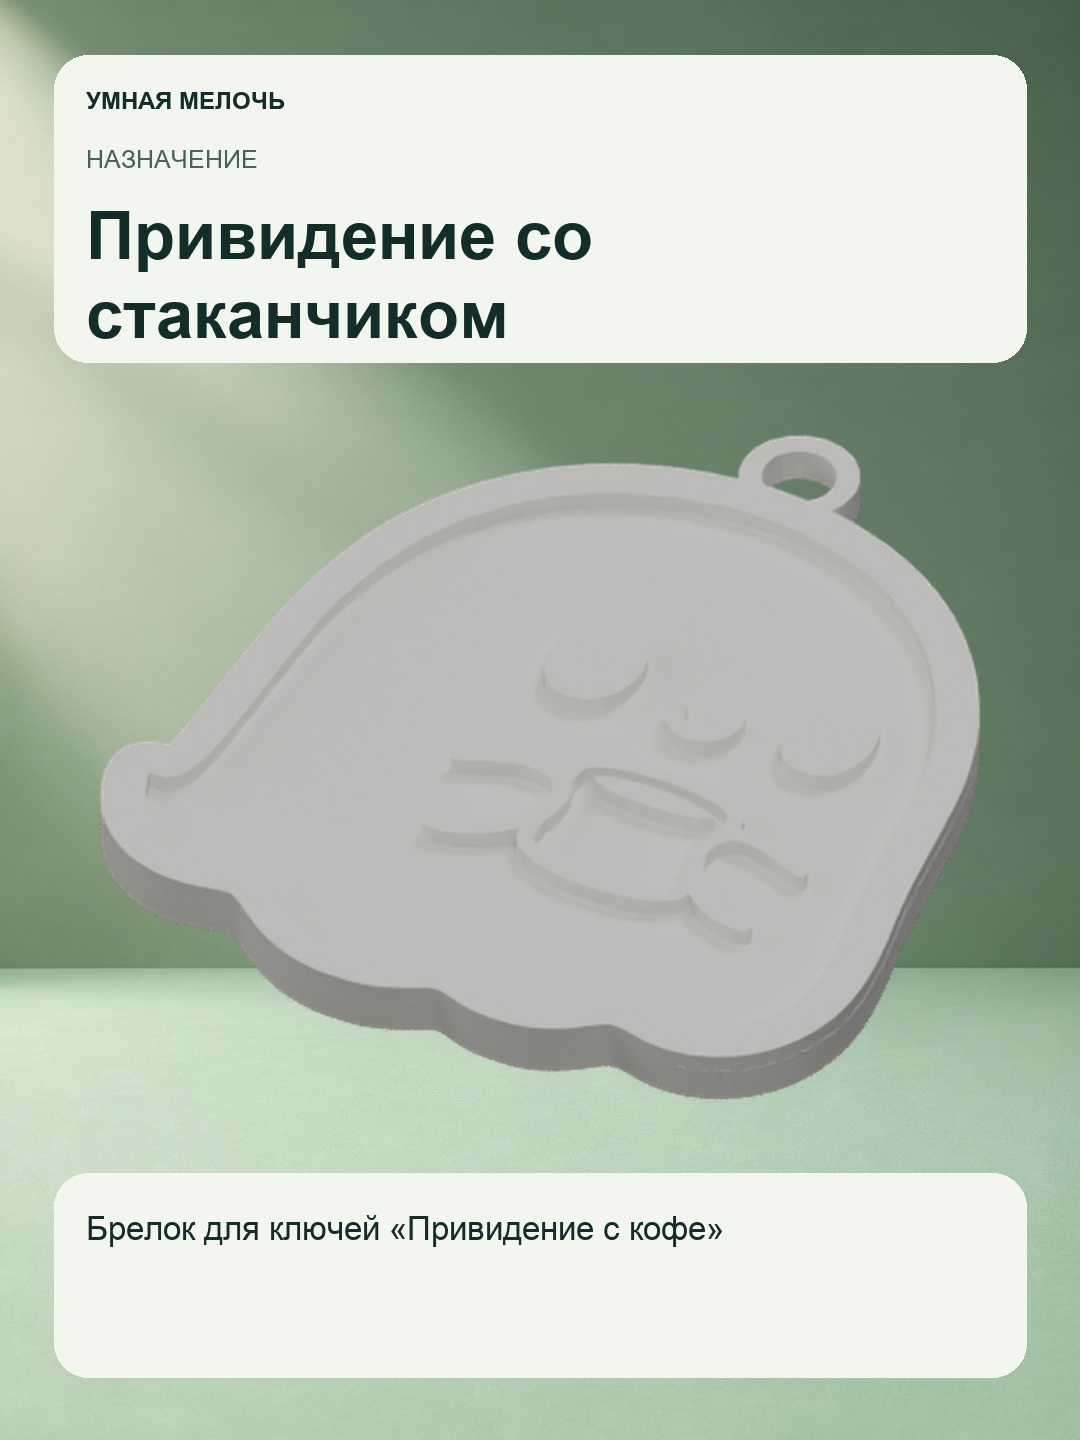 УМНАЯ МЕЛОЧЬ
НАЗНАЧЕНИЕ
Привидение со
стаканчиком
Брелок для ключей «Привидение с кофе»